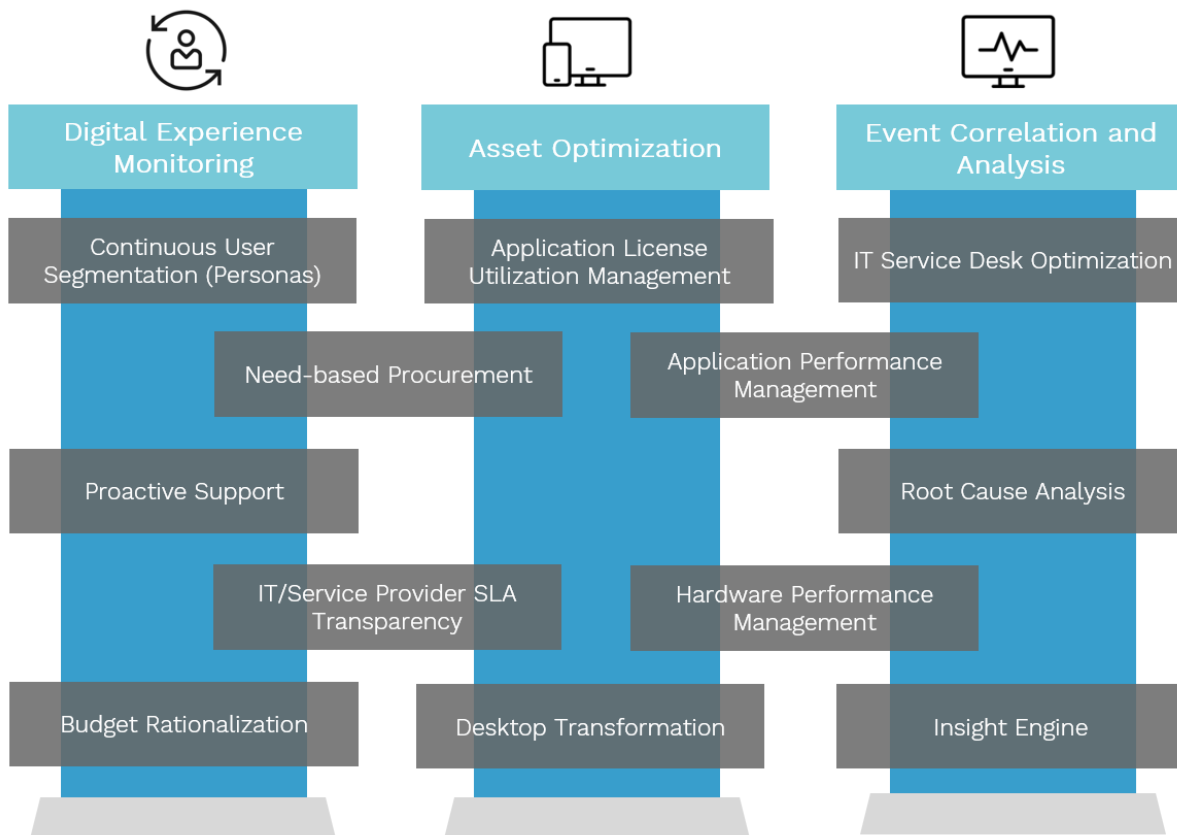 Digital Experience
Monitoring
Asset Optimization
Event Correlation and
Analysis
Continuous User
Segmentation (Personas)
Application License
Utilization Management
IT Service Desk Optimization
Need-based Procurement
Application Performance
Management
Proactive Support
Root Cause Analysis
IT/Service Provider SLA
Transparency
Hardware Performance
Management
Budget Rationalization
Desktop Transformation
Insight Engine